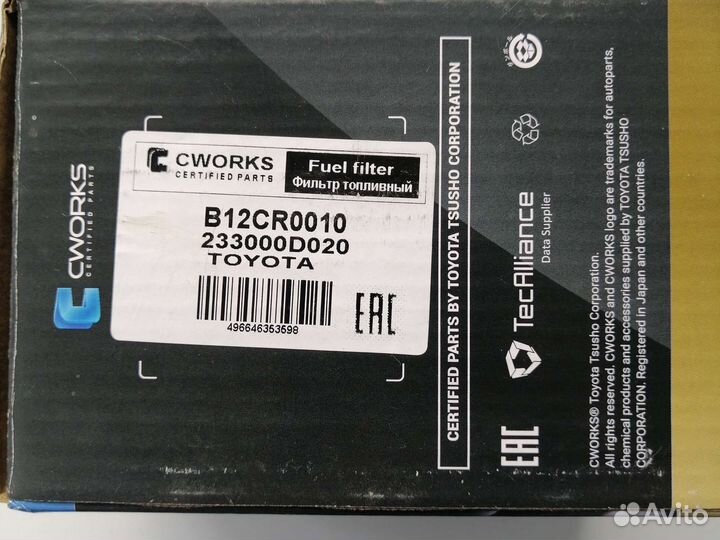 CWORKS
CERTIFIED PARTS
CWORKS
CERTIFIED PARTS
Fuel filter
Фильтр топливный
B12CR0010
233000D020
TOYOTA
496646353598
EAC
CERTIFIED PARTS BY TOYOTA TSUSHO CORPORATION
TecAlliance
Data Supplier
EAC
CWORKS® Toyota Tsusho Corporation.
All rights reserved. CWORKS and CWORKS logo are trademarks for autoparts,
chemical products and accessories supplied by TOYOTA TSUSHO
CORPORATION. Registered in Japan and other countries.
Avito